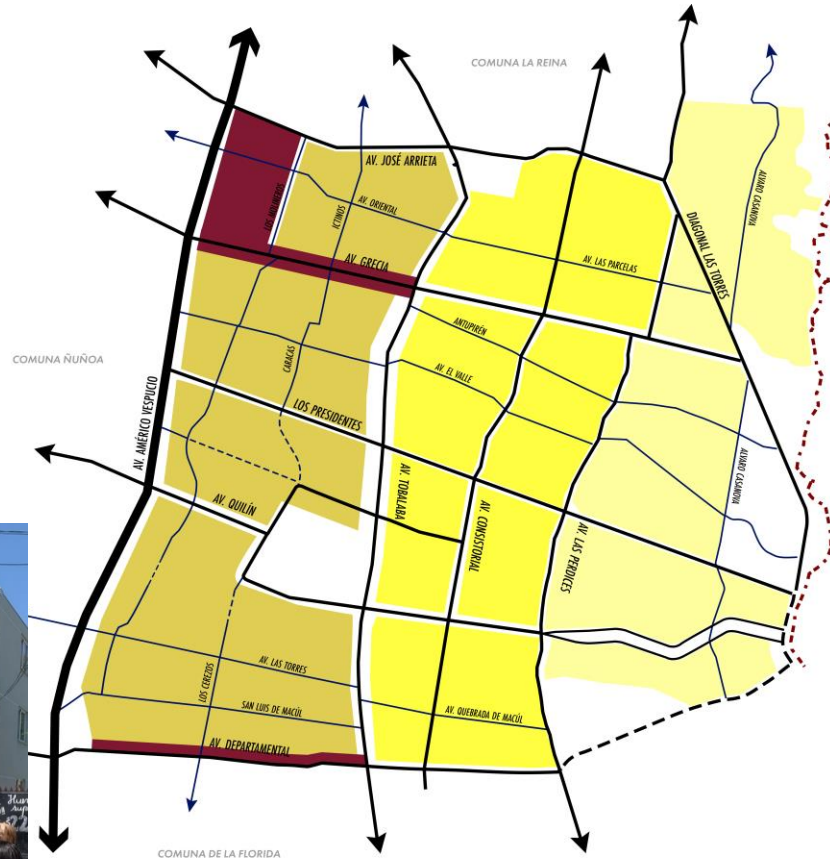 COMUNA LA REINA
AV. JOSÉ ARRIETA
LOS MOLINEROS
ICTINOS
AV. ORIENTAL
ALVARO CASANOVA
DIAGONAL LAS TORRES
AV. GRECIA
AV. LAS PARCELAS
ANTUPIRÉN
CARACAS
AV. EL VALLE
COMUNA ÑUÑOA
AV. AMÉRICO VESPUCIO
LOS PRESIDENTES
ALVARO CASANOVA
AV. TOBALABA
AV. QUILÍN
AV. CONSISTORIAL
AV. LAS PERDICES
AV. LAS TORRES
LOS CEREZOS
SAN LUIS DE MACÚL
AV. QUEBRADA DE MACÚL
AV. DEPARTAMENTAL
COMUNA DE LA FLORIDA